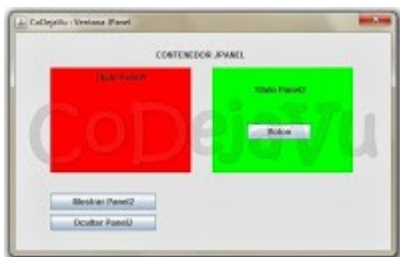 CoDejaVu : Ventana JPanel
CONTENEDOR JPANEL
Titulo Panel1
Titulo Panel2
Boton
CoDejaVu
Mostrar Panel2
Ocultar Panel2